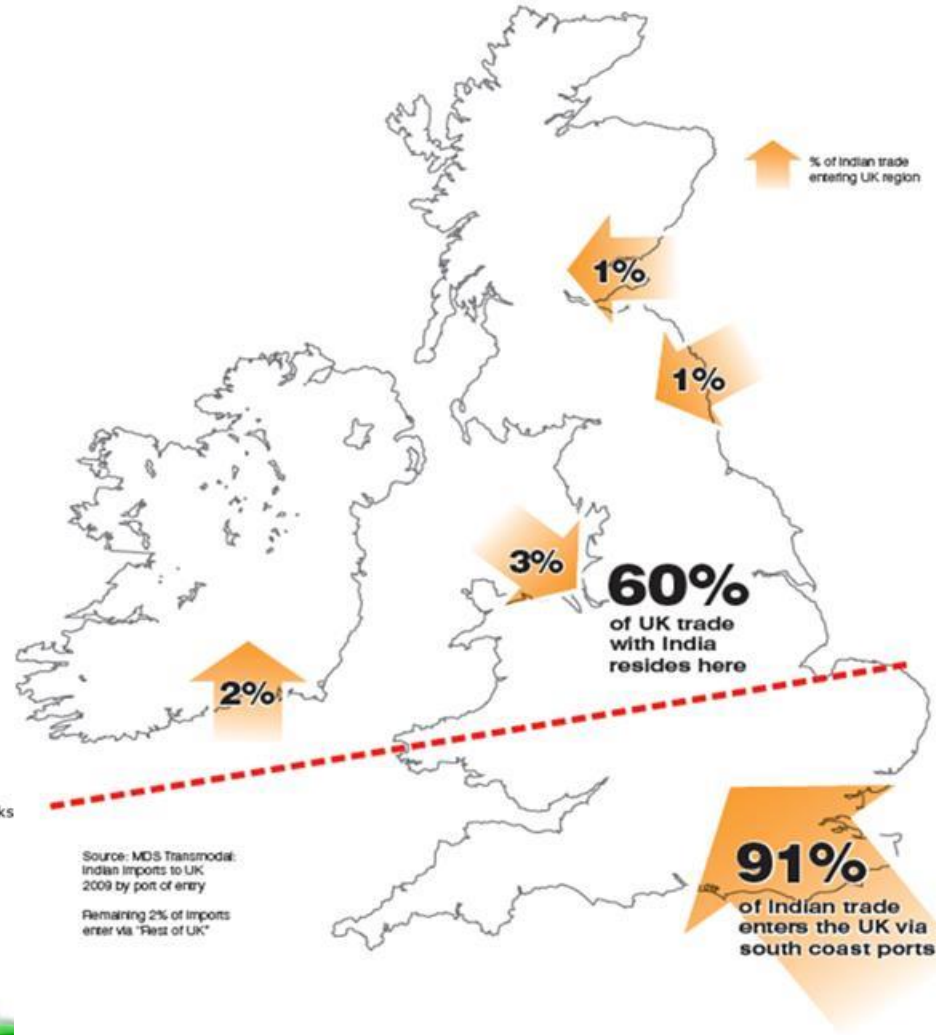 % of Indian trade
entering UK region
1%
1%
3%
60%
of UK trade
with India
resides here
2%
ks
Source: MDS Transmodal:
Indian Imports to UK
2009 by port of entry
Remaining 2% of Imports
enter via "Rest of UK"
91%
of Indian trade
enters the UK via
south coast ports